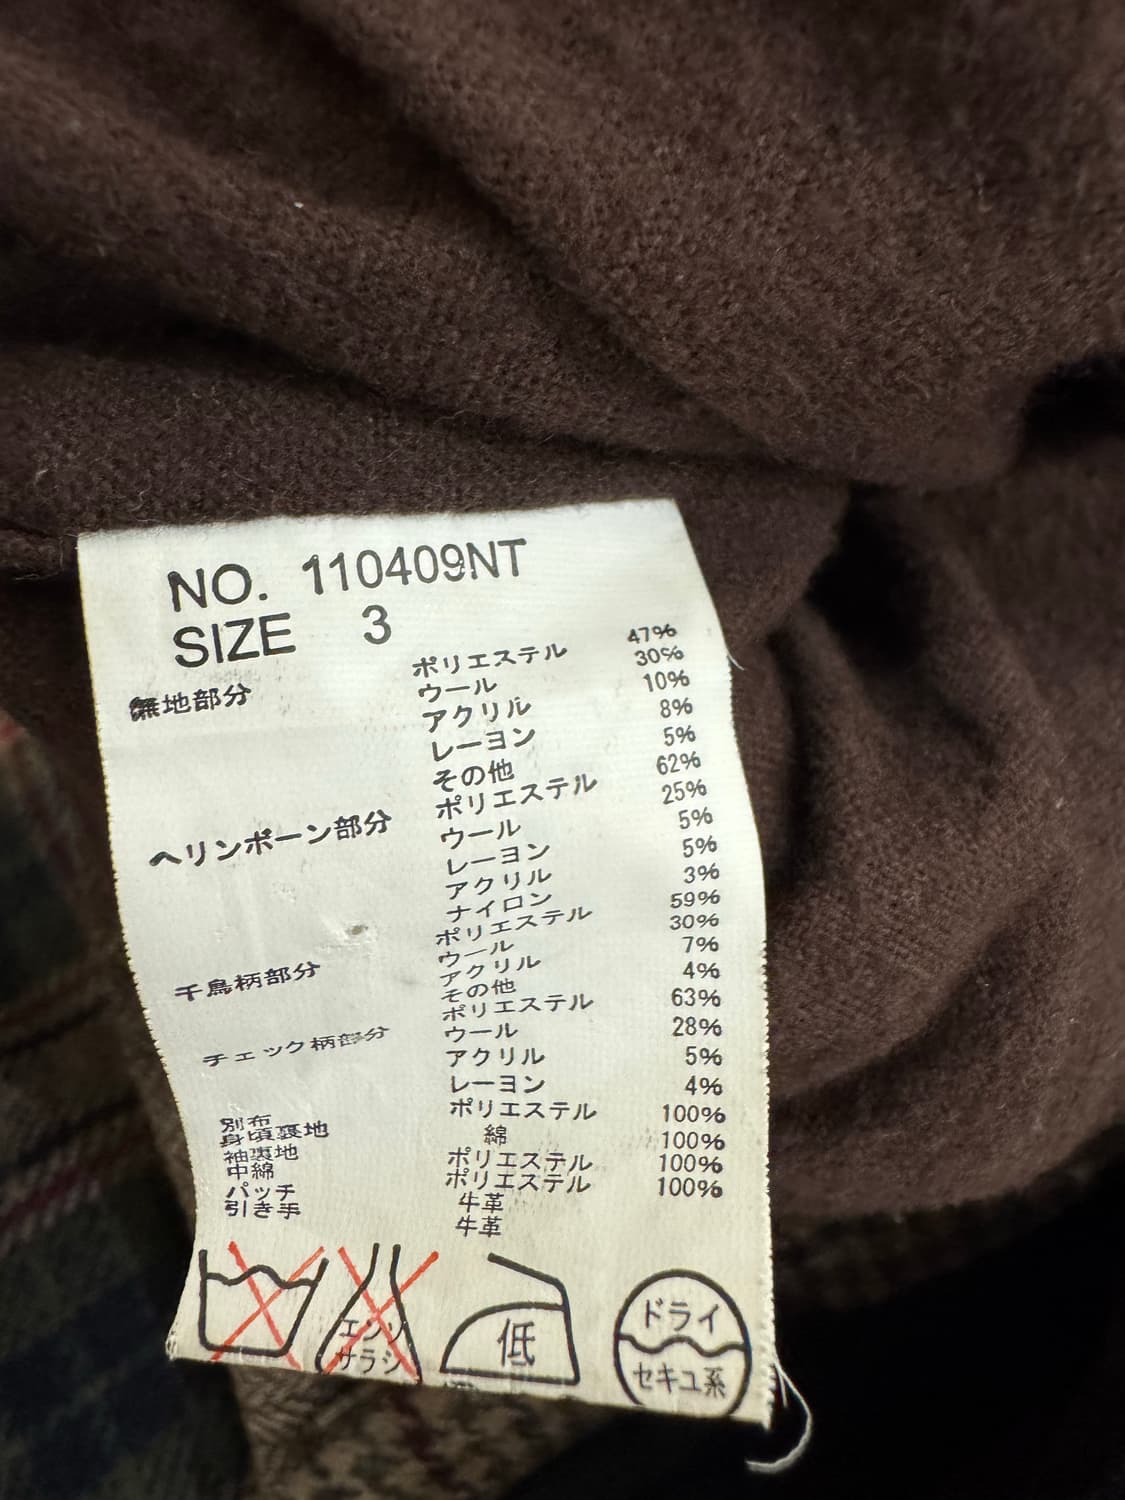 NO. 110409NT
SIZE 3
無地部分 ポリエステル 47%
ウール 30%
アクリル 10%
レーヨン 8%
その他 5%
ヘリンボーン部分 ポリエステル 62%
ウール 25%
レーヨン 5%
アクリル 5%
ナイロン 3%
千鳥柄部分 ポリエステル 59%
ウール 30%
アクリル 7%
その他 4%
チェック柄部分 ポリエステル 63%
ウール 28%
アクリル 5%
レーヨン 4%
別布 ポリエステル 100%
身頃裏地 綿 100%
袖裏地 ポリエステル 100%
中綿 ポリエステル 100%
パッチ 牛革
引き手 牛革
エンソサラシ
低
ドライ
セキユ系